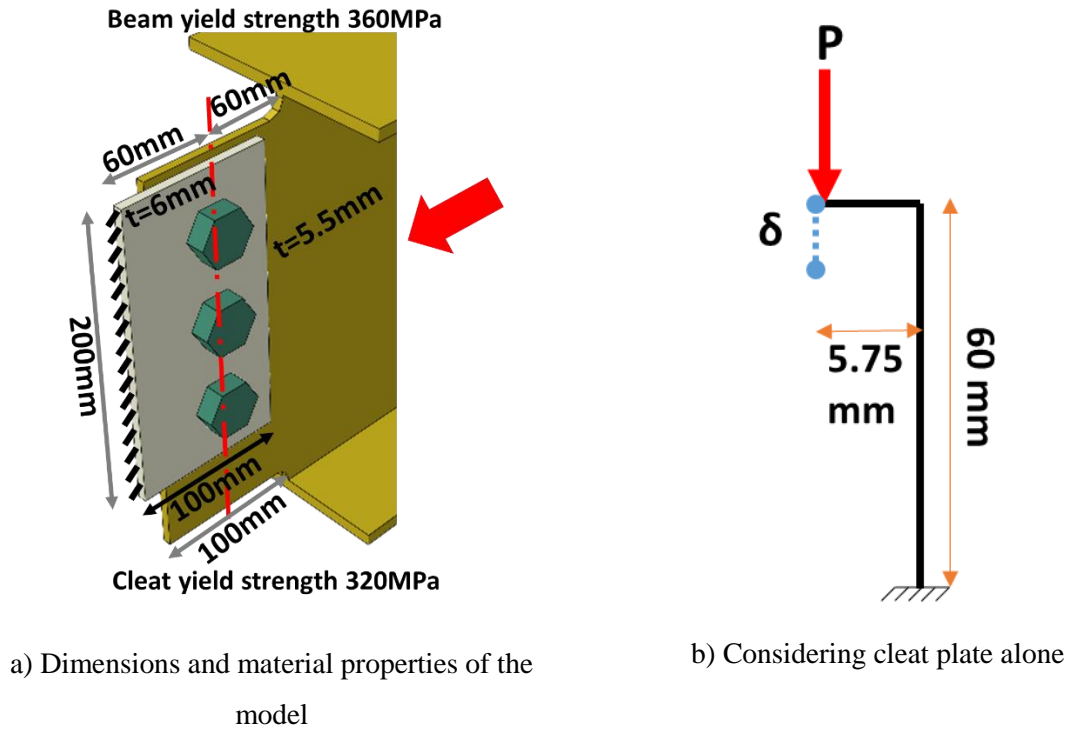 Beam yield strength 360MPa
60mm
60mm
t=6mm
t=5.5mm
200mm
100mm
100mm
Cleat yield strength 320MPa
a) Dimensions and material properties of the
model
P
δ
5.75
mm
60 mm
b) Considering cleat plate alone